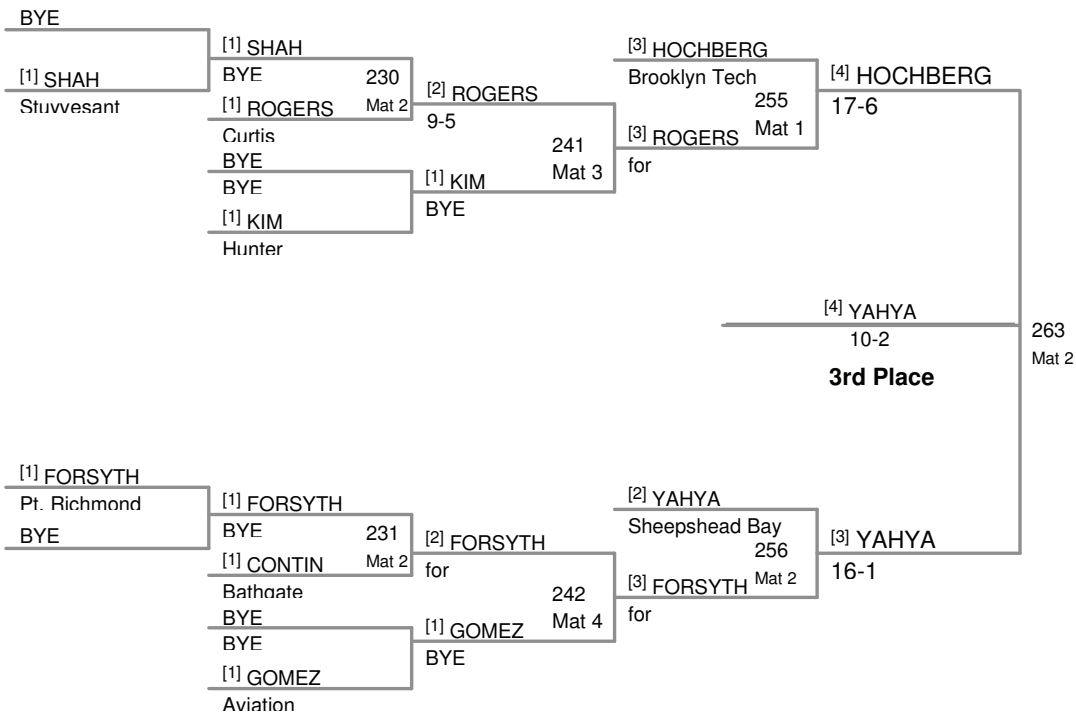 BYE
[1] SHAH
Stuyvesant
[1] SHAH
BYE
230
Mat 2
[1] ROGERS
Curtis
BYE
BYE
[1] KIM
Hunter
[2] ROGERS
9-5
241
Mat 3
[1] KIM
BYE
[3] HOCHBERG
Brooklyn Tech
255
Mat 1
[3] ROGERS
for
[4] HOCHBERG
17-6
[4] YAHYA
10-2
3rd Place
263
Mat 2
[1] FORSYTH
Pt. Richmond
BYE
[1] FORSYTH
BYE
231
Mat 2
[1] CONTIN
Bathgate
BYE
BYE
[1] GOMEZ
Aviation
[2] FORSYTH
for
242
Mat 4
[1] GOMEZ
BYE
[2] YAHYA
Sheepshead Bay
256
Mat 2
[3] FORSYTH
for
[3] YAHYA
16-1